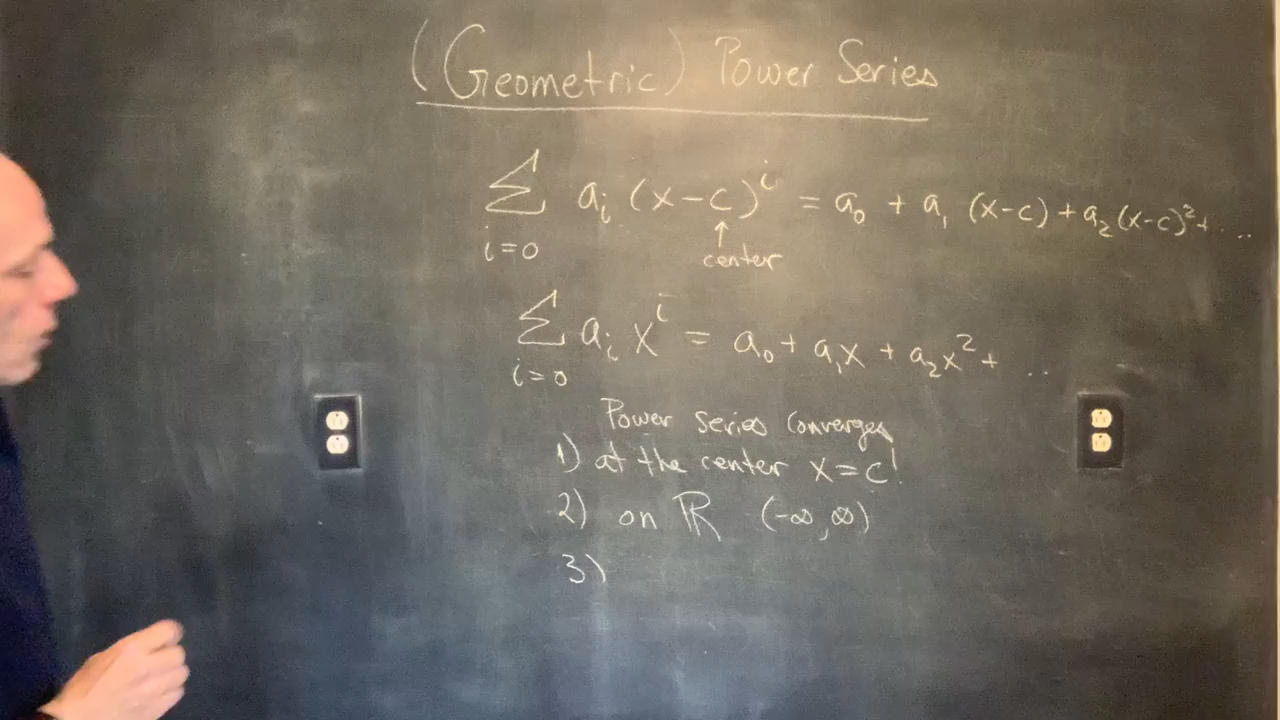 (Geometric) Power Series
∑ i=0 aᵢ (x-c)ⁱ = a₀ + a₁ (x-c) + a₂ (x-c)² + ...
↑
center
∑ i=0 aᵢ xⁱ = a₀ + a₁x + a₂x² + ...
Power Series Converges
1) at the center x=c!
2) on ℝ (-∞,∞)
3)